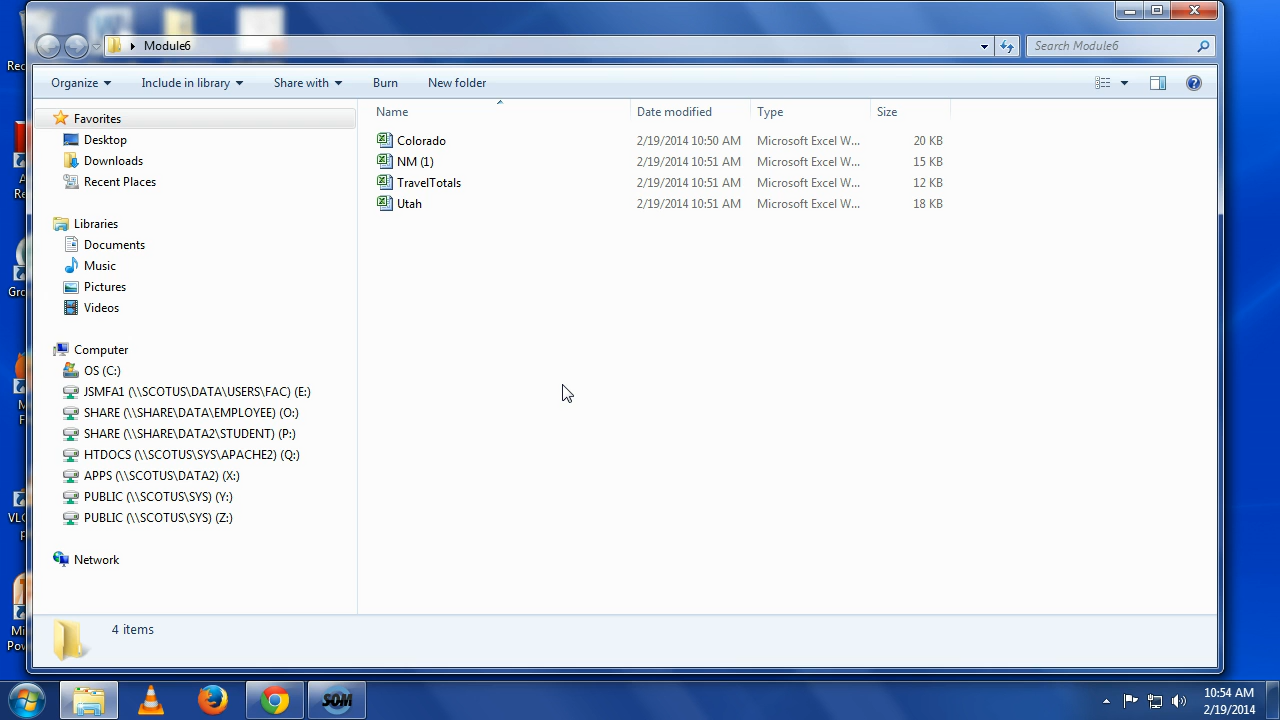 Module6
Search Module6
Organize
Include in library
Share with
Burn
New folder
Favorites
Desktop
Downloads
Recent Places
Libraries
Documents
Music
Pictures
Videos
Computer
OS (C:)
JSMFA1 (\\SCOTUS\DATA\USERS\FAC) (E:)
SHARE (\\SHARE\DATA\EMPLOYEE) (O:)
SHARE (\\SHARE\DATA2\STUDENT) (P:)
HTDOCS (\\SCOTUS\SYS\APACHE2) (Q:)
APPS (\\SCOTUS\DATA2) (X:)
PUBLIC (\\SCOTUS\SYS) (Y:)
PUBLIC (\\SCOTUS\SYS) (Z:)
Network
Name Date modified Type Size
Colorado 2/19/2014 10:50 AM Microsoft Excel W... 20 KB
NM (1) 2/19/2014 10:51 AM Microsoft Excel W... 15 KB
TravelTotals 2/19/2014 10:51 AM Microsoft Excel W... 12 KB
Utah 2/19/2014 10:51 AM Microsoft Excel W... 18 KB
4 items
SOM
10:54 AM
2/19/2014